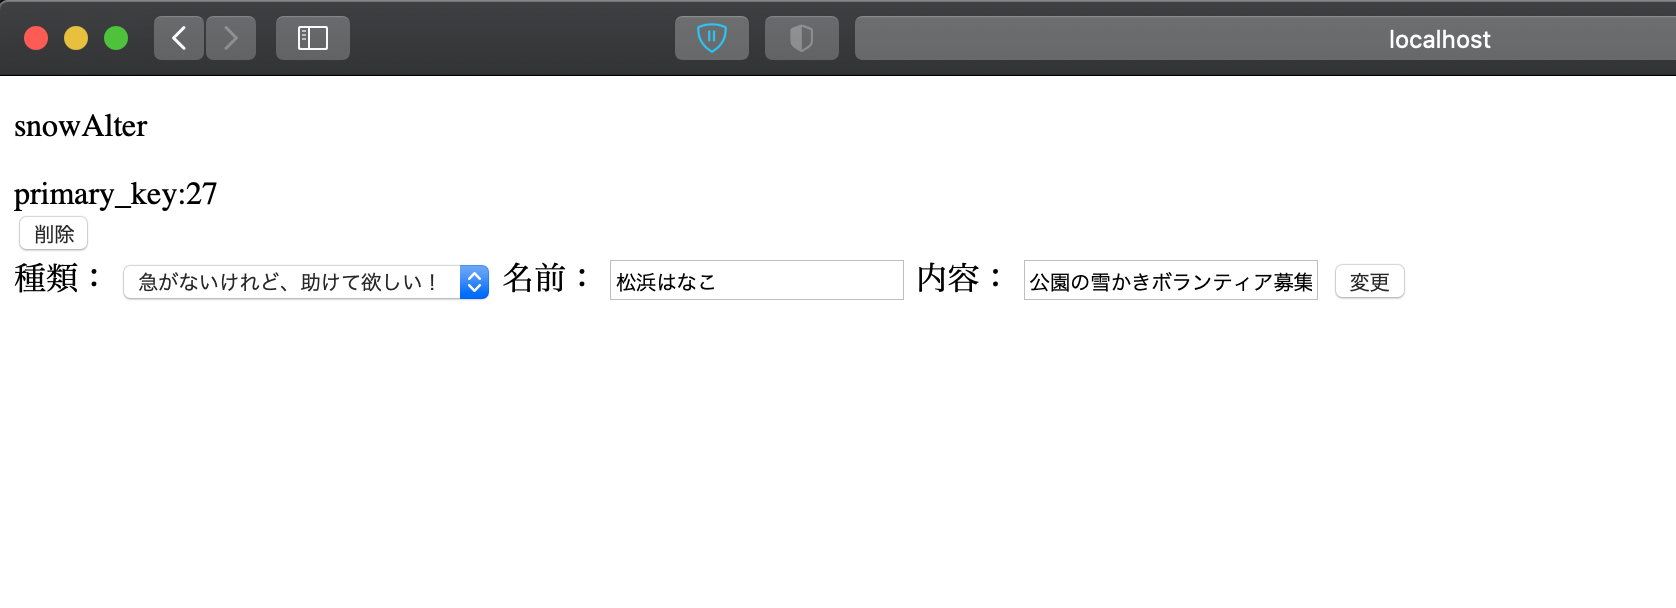 localhost
snowAlter
primary_key:27
削除
種類： 急がないけれど、助けて欲しい！ 名前： 松浜はなこ 内容： 公園の雪かきボランティア募集 変更